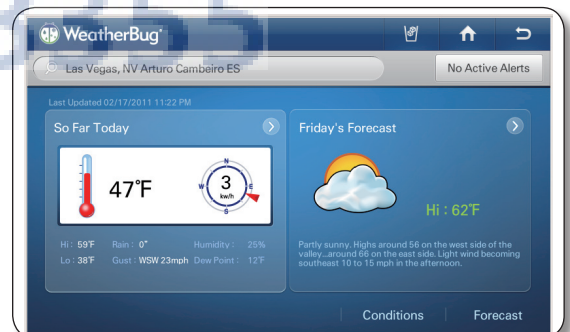 WeatherBug®
Las Vegas, NV Arturo Cambeiro ES
No Active Alerts
Last Updated 02/17/2011 11:22 PM
So Far Today
47°F
N
W
E
S
3
kw/h
Hi : 59°F Rain : 0" Humidity : 25%
Lo : 38°F Gust : WSW 23mph Dew Point : 12°F
Friday's Forecast
Hi : 62°F
Partly sunny. Highs around 56 on the west side of the
valley...around 66 on the east side. Light wind becoming
southeast 10 to 15 mph in the afternoon.
Conditions
Forecast